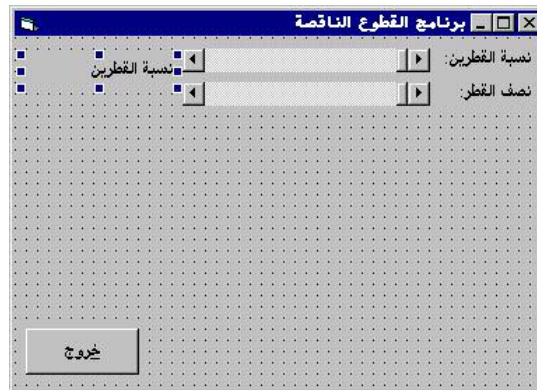 برنامج القطوع الناقصة
نسبة القطرين: نسبة القطرين
نصف القطر:
خروج